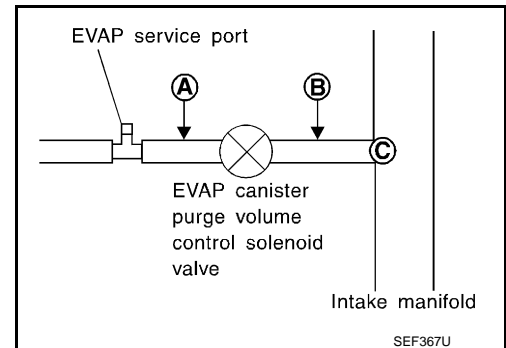 EVAP service port
A
B
C
EVAP canister
purge volume
control solenoid
valve
Intake manifold
SEF367U